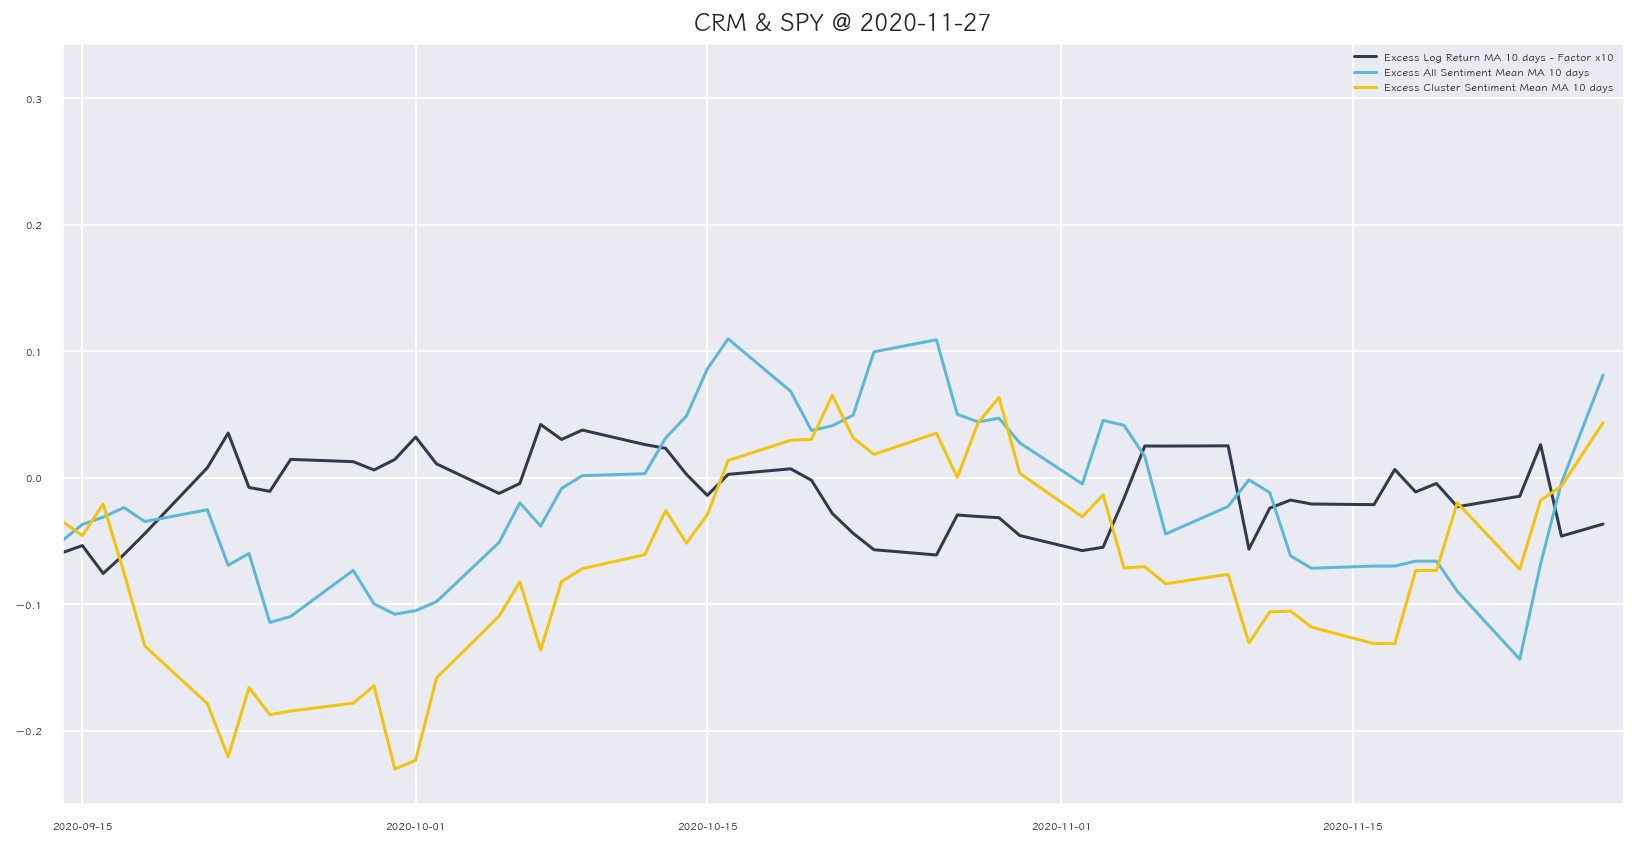 CRM & SPY @ 2020-11-27
Excess Log Return MA 10 days - Factor x10
Excess All Sentiment Mean MA 10 days
Excess Cluster Sentiment Mean MA 10 days
0.3
0.2
0.1
0.0
−0.1
−0.2
2020-09-15 2020-10-01 2020-10-15 2020-11-01 2020-11-15